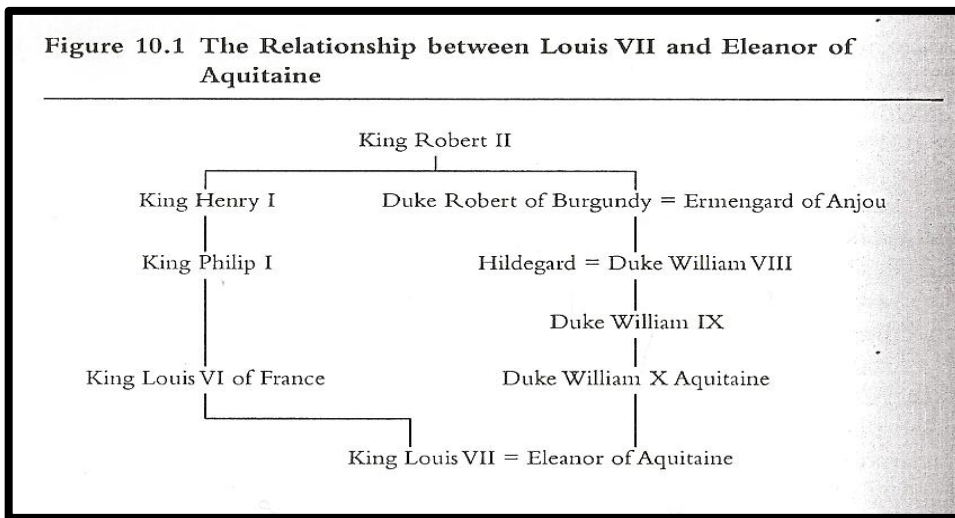 Figure 10.1 The Relationship between Louis VII and Eleanor of
Aquitaine
King Robert II
King Henry I
Duke Robert of Burgundy = Ermengard of Anjou
King Philip I
Hildegard = Duke William VIII
Duke William IX
King Louis VI of France
Duke William X Aquitaine
King Louis VII = Eleanor of Aquitaine